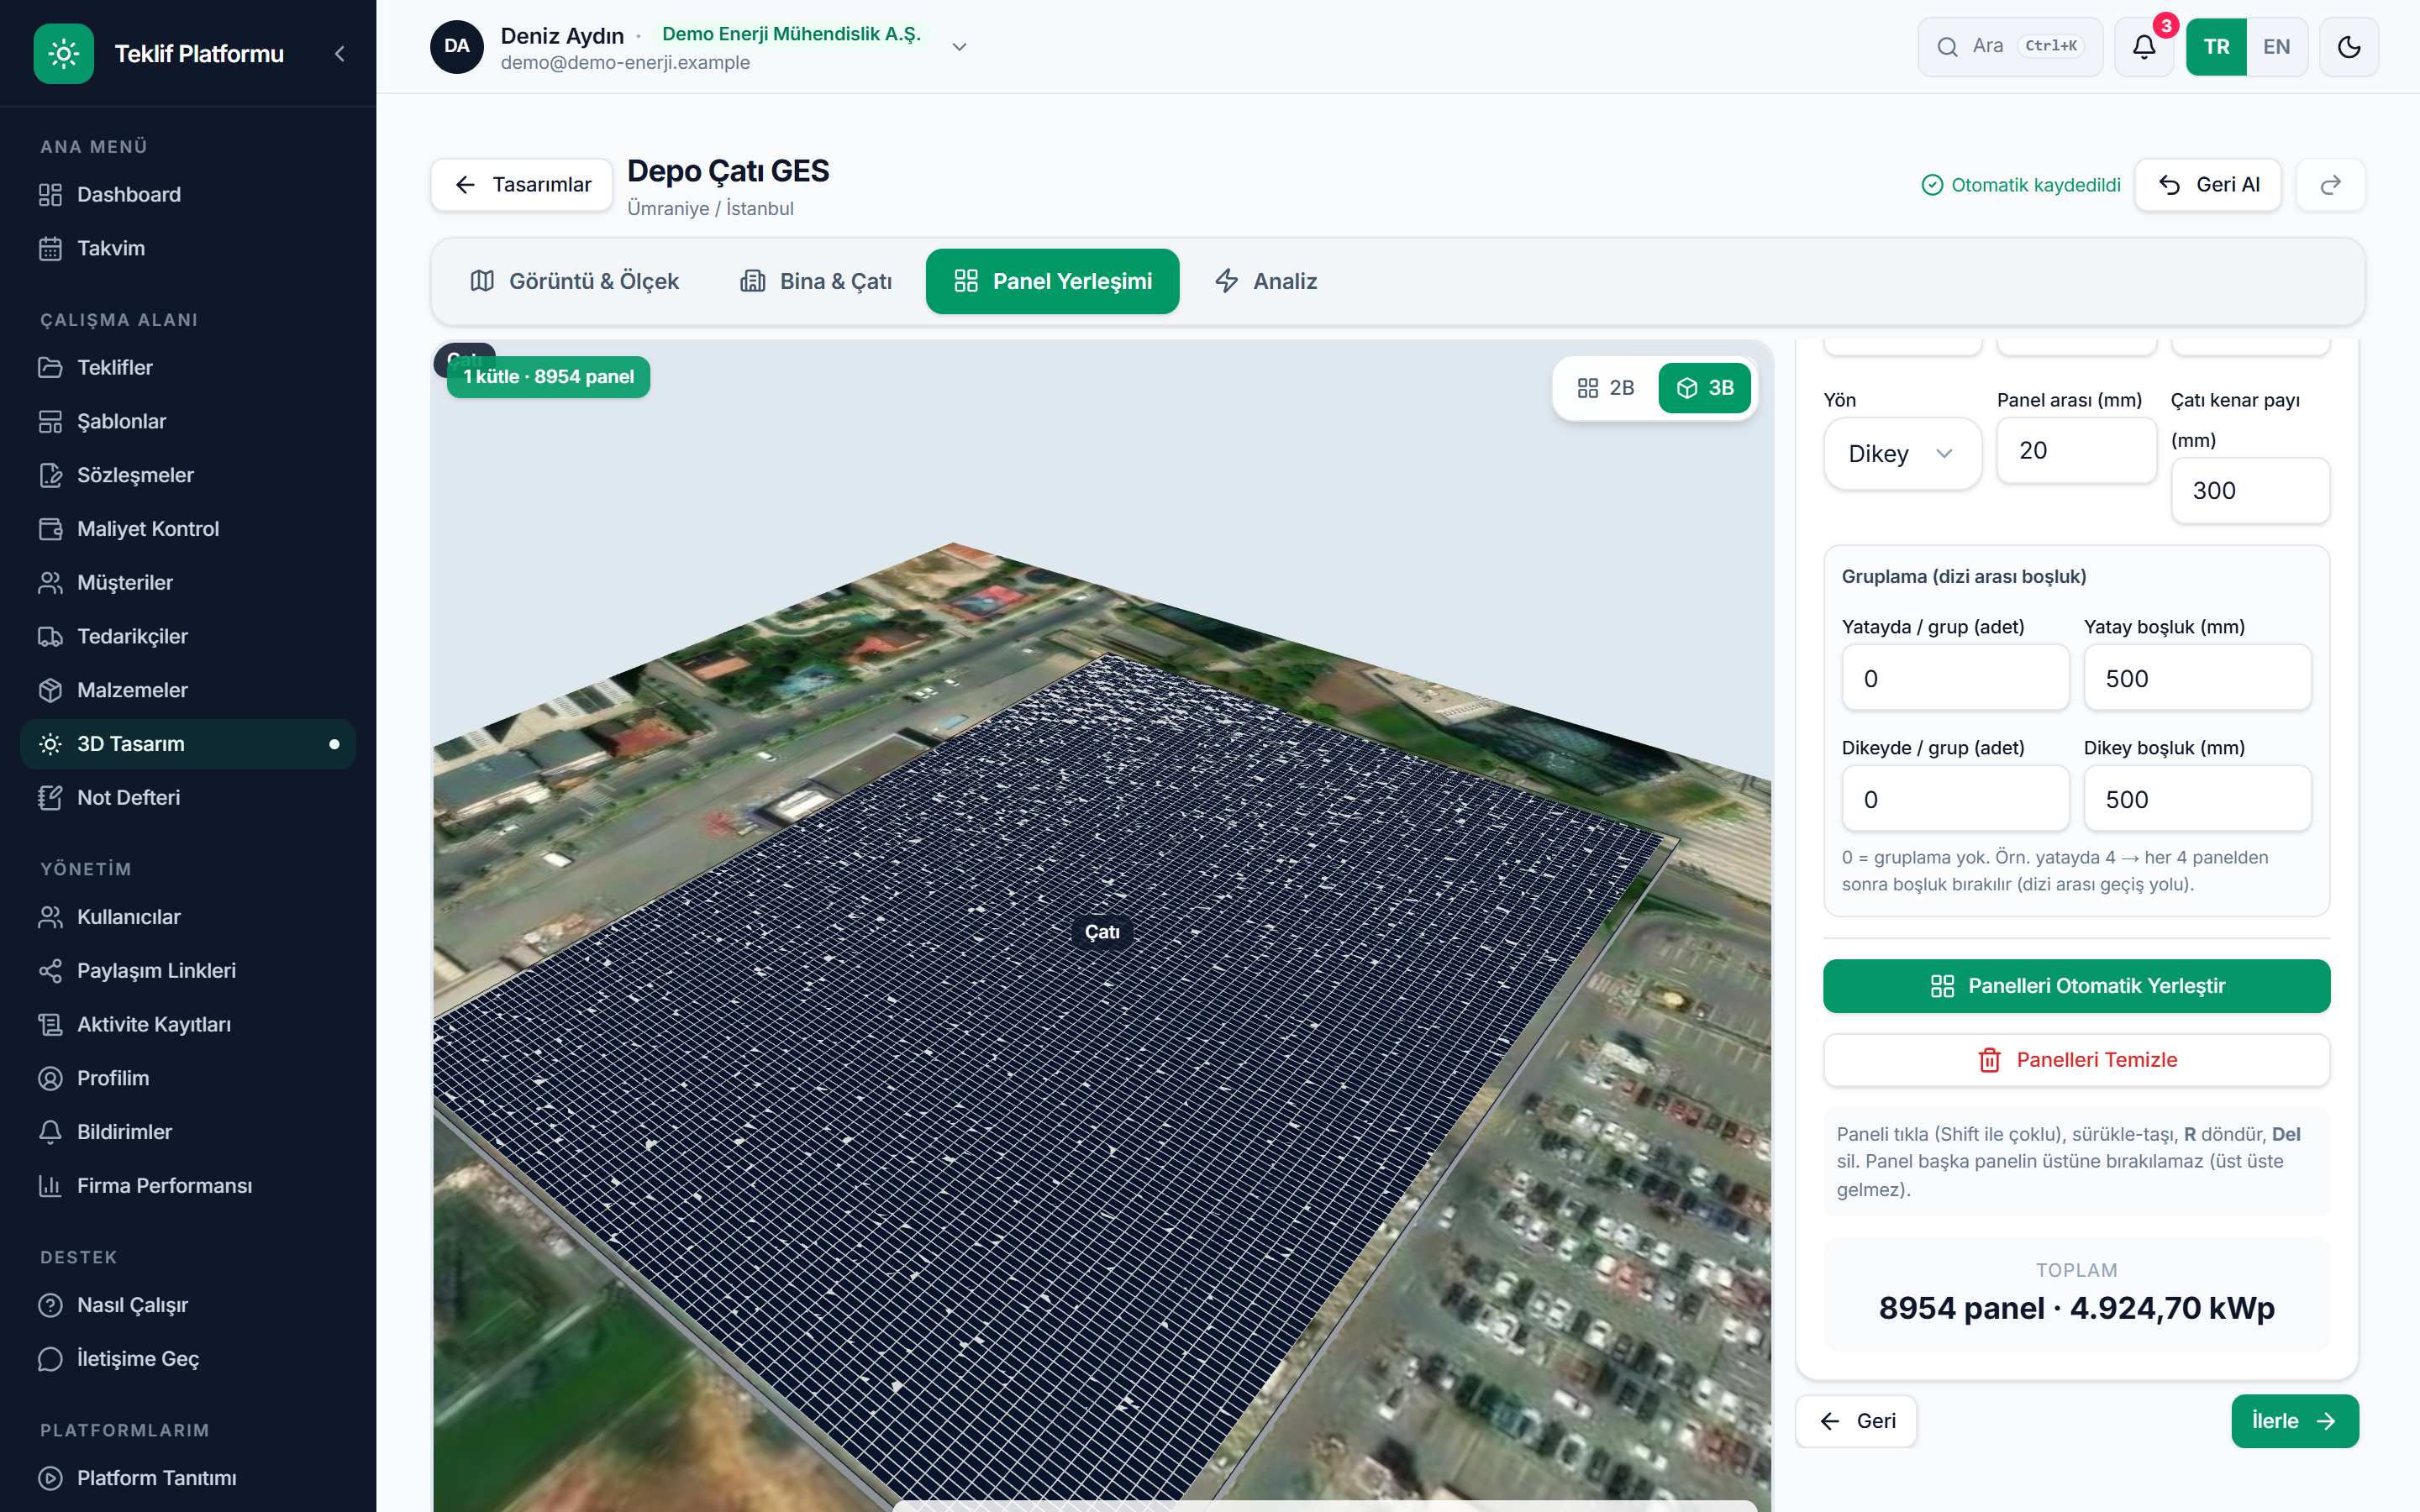 Teklif Platformu
ANA MENÜ
Dashboard
Takvim
ÇALIŞMA ALANI
Teklifler
Şablonlar
Sözleşmeler
Maliyet Kontrol
Müşteriler
Tedarikçiler
Malzemeler
3D Tasarım
Not Defteri
YÖNETİM
Kullanıcılar
Paylaşım Linkleri
Aktivite Kayıtları
Profilim
Bildirimler
Firma Performansı
DESTEK
Nasıl Çalışır
İletişime Geç
PLATFORMLARIM
Platform Tanıtımı
DA
Deniz Aydın · Demo Enerji Mühendislik A.Ş.
demo@demo-enerji.example
Ara Ctrl+K
3
TR EN
Tasarımlar
Depo Çatı GES
Ümraniye / İstanbul
Otomatik kaydedildi
Geri Al
Görüntü & Ölçek
Bina & Çatı
Panel Yerleşimi
Analiz
Çatı
1 kütle · 8954 panel
2B 3B
Çatı
Yön
Dikey
Panel arası (mm)
20
Çatı kenar payı
(mm)
300
Gruplama (dizi arası boşluk)
Yatayda / grup (adet)
0
Yatay boşluk (mm)
500
Dikeyde / grup (adet)
0
Dikey boşluk (mm)
500
0 = gruplama yok. Örn. yatayda 4 → her 4 panelden
sonra boşluk bırakılır (dizi arası geçiş yolu).
Panelleri Otomatik Yerleştir
Panelleri Temizle
Paneli tıkla (Shift ile çoklu), sürükle-taşı, R döndür, Del
sil. Panel başka panelin üstüne bırakılamaz (üst üste
gelmez).
TOPLAM
8954 panel · 4.924,70 kWp
Geri
İlerle